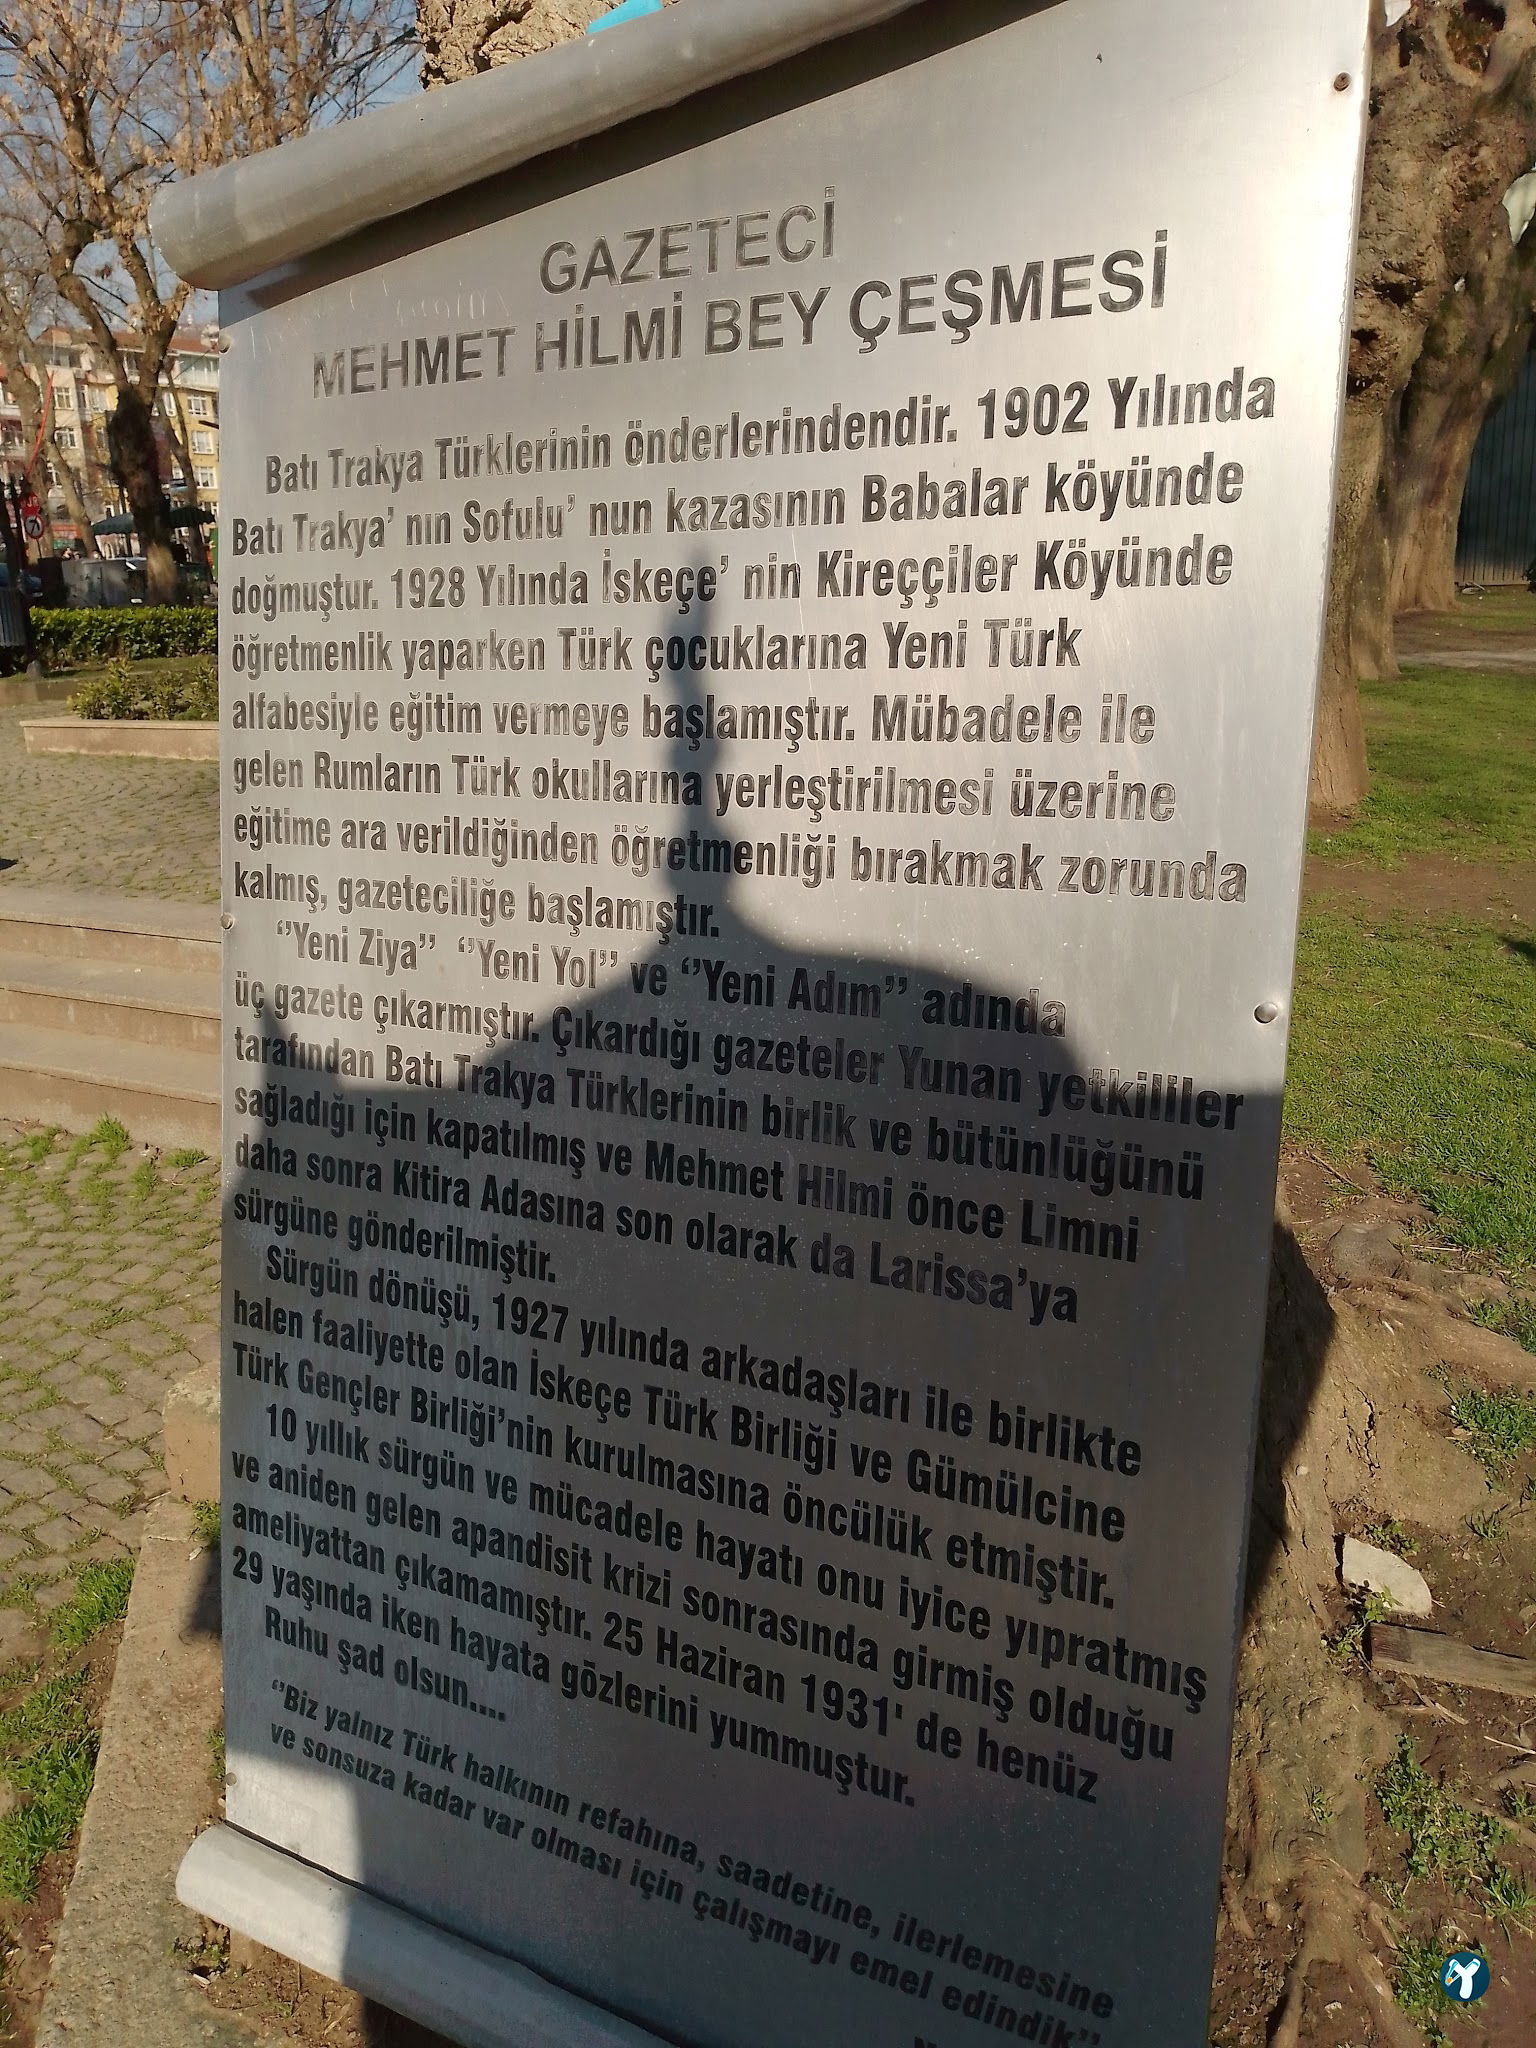 GAZETECİ
MEHMET HİLMİ BEY ÇEŞMESİ
Batı Trakya Türklerinin önderlerindendir. 1902 Yılında
Batı Trakya’ nın Sofulu’ nun kazasının Babalar köyünde
doğmuştur. 1928 Yılında İskeçe’ nin Kireççiler Köyünde
öğretmenlik yaparken Türk çocuklarına Yeni Türk
alfabesiyle eğitim vermeye başlamıştır. Mübadele ile
gelen Rumların Türk okullarına yerleştirilmesi üzerine
eğitime ara verildiğinden öğretmenliği bırakmak zorunda
kalmış, gazeteciliğe başlamıştır.
‘’Yeni Ziya’’ ‘’Yeni Yol’’ ve ‘’Yeni Adım’’ adında
üç gazete çıkarmıştır. Çıkardığı gazeteler Yunan yetkililer
tarafından Batı Trakya Türklerinin birlik ve bütünlüğünü
sağladığı için kapatılmış ve Mehmet Hilmi önce Limni
daha sonra Kitira Adasına son olarak da Larissa’ya
sürgüne gönderilmiştir.
Sürgün dönüşü, 1927 yılında arkadaşları ile birlikte
halen faaliyette olan İskeçe Türk Birliği ve Gümülcine
Türk Gençler Birliği’nin kurulmasına öncülük etmiştir.
10 yıllık sürgün ve mücadele hayatı onu iyice yıpratmış
ve aniden gelen apandisit krizi sonrasında girmiş olduğu
ameliyattan çıkamamıştır. 25 Haziran 1931' de henüz
29 yaşında iken hayata gözlerini yummuştur.
Ruhu şad olsun....
‘’Biz yalnız Türk halkının refahına, saadetine, ilerlemesine
ve sonsuza kadar var olması için çalışmayı emel edindik’’